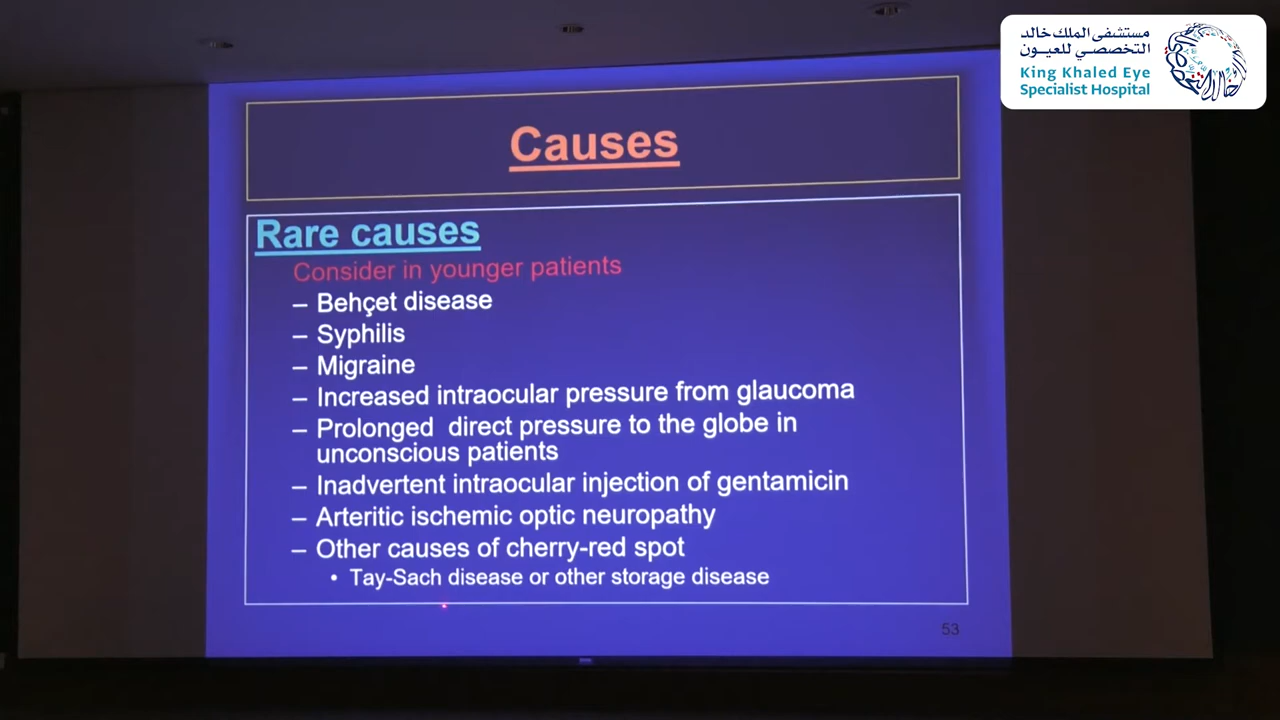 مستشفى الملك خالد
التخصصي للعيون
King Khaled Eye
Specialist Hospital
Causes
Rare causes
Consider in younger patients
– Behçet disease
– Syphilis
– Migraine
– Increased intraocular pressure from glaucoma
– Prolonged direct pressure to the globe in
unconscious patients
– Inadvertent intraocular injection of gentamicin
– Arteritic ischemic optic neuropathy
– Other causes of cherry-red spot
• Tay-Sach disease or other storage disease
53